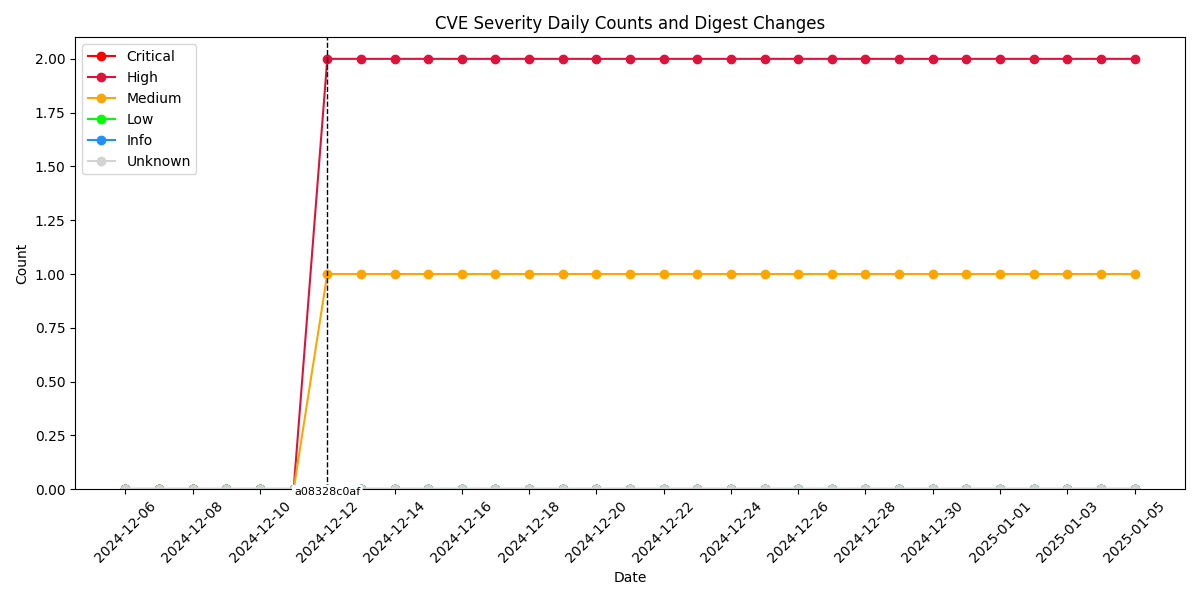 CVE Severity Daily Counts and Digest Changes
Critical
High
Medium
Low
Info
Unknown
Count
2.00
1.75
1.50
1.25
1.00
0.75
0.50
0.25
0.00
a08328c0af
2024-12-06
2024-12-08
2024-12-10
2024-12-12
2024-12-14
2024-12-16
2024-12-18
2024-12-20
2024-12-22
2024-12-24
2024-12-26
2024-12-28
2024-12-30
2025-01-01
2025-01-03
2025-01-05
Date